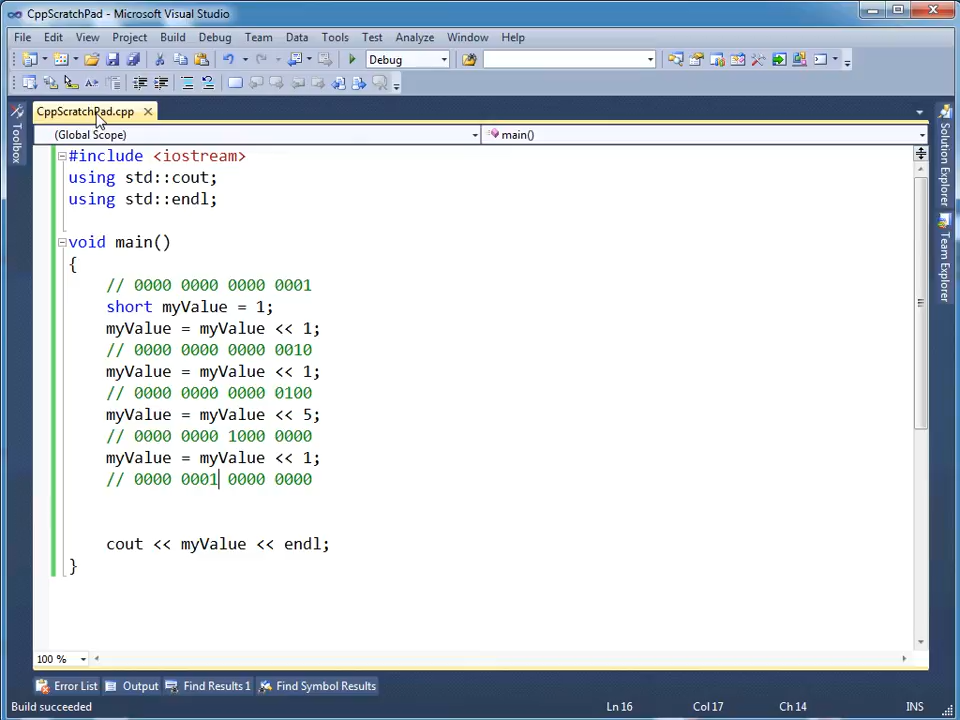 CppScratchPad - Microsoft Visual Studio
File Edit View Project Build Debug Team Data Tools Test Analyze Window Help
Debug
CppScratchPad.cpp
(Global Scope) main()
Toolbox
Solution Explorer
Team Explorer
#include <iostream>
using std::cout;
using std::endl;
void main()
{
// 0000 0000 0000 0001
short myValue = 1;
myValue = myValue << 1;
// 0000 0000 0000 0010
myValue = myValue << 1;
// 0000 0000 0000 0100
myValue = myValue << 5;
// 0000 0000 1000 0000
myValue = myValue << 1;
// 0000 0001 0000 0000
cout << myValue << endl;
}
100 %
Error List Output Find Results 1 Find Symbol Results
Build succeeded Ln 16 Col 17 Ch 14 INS